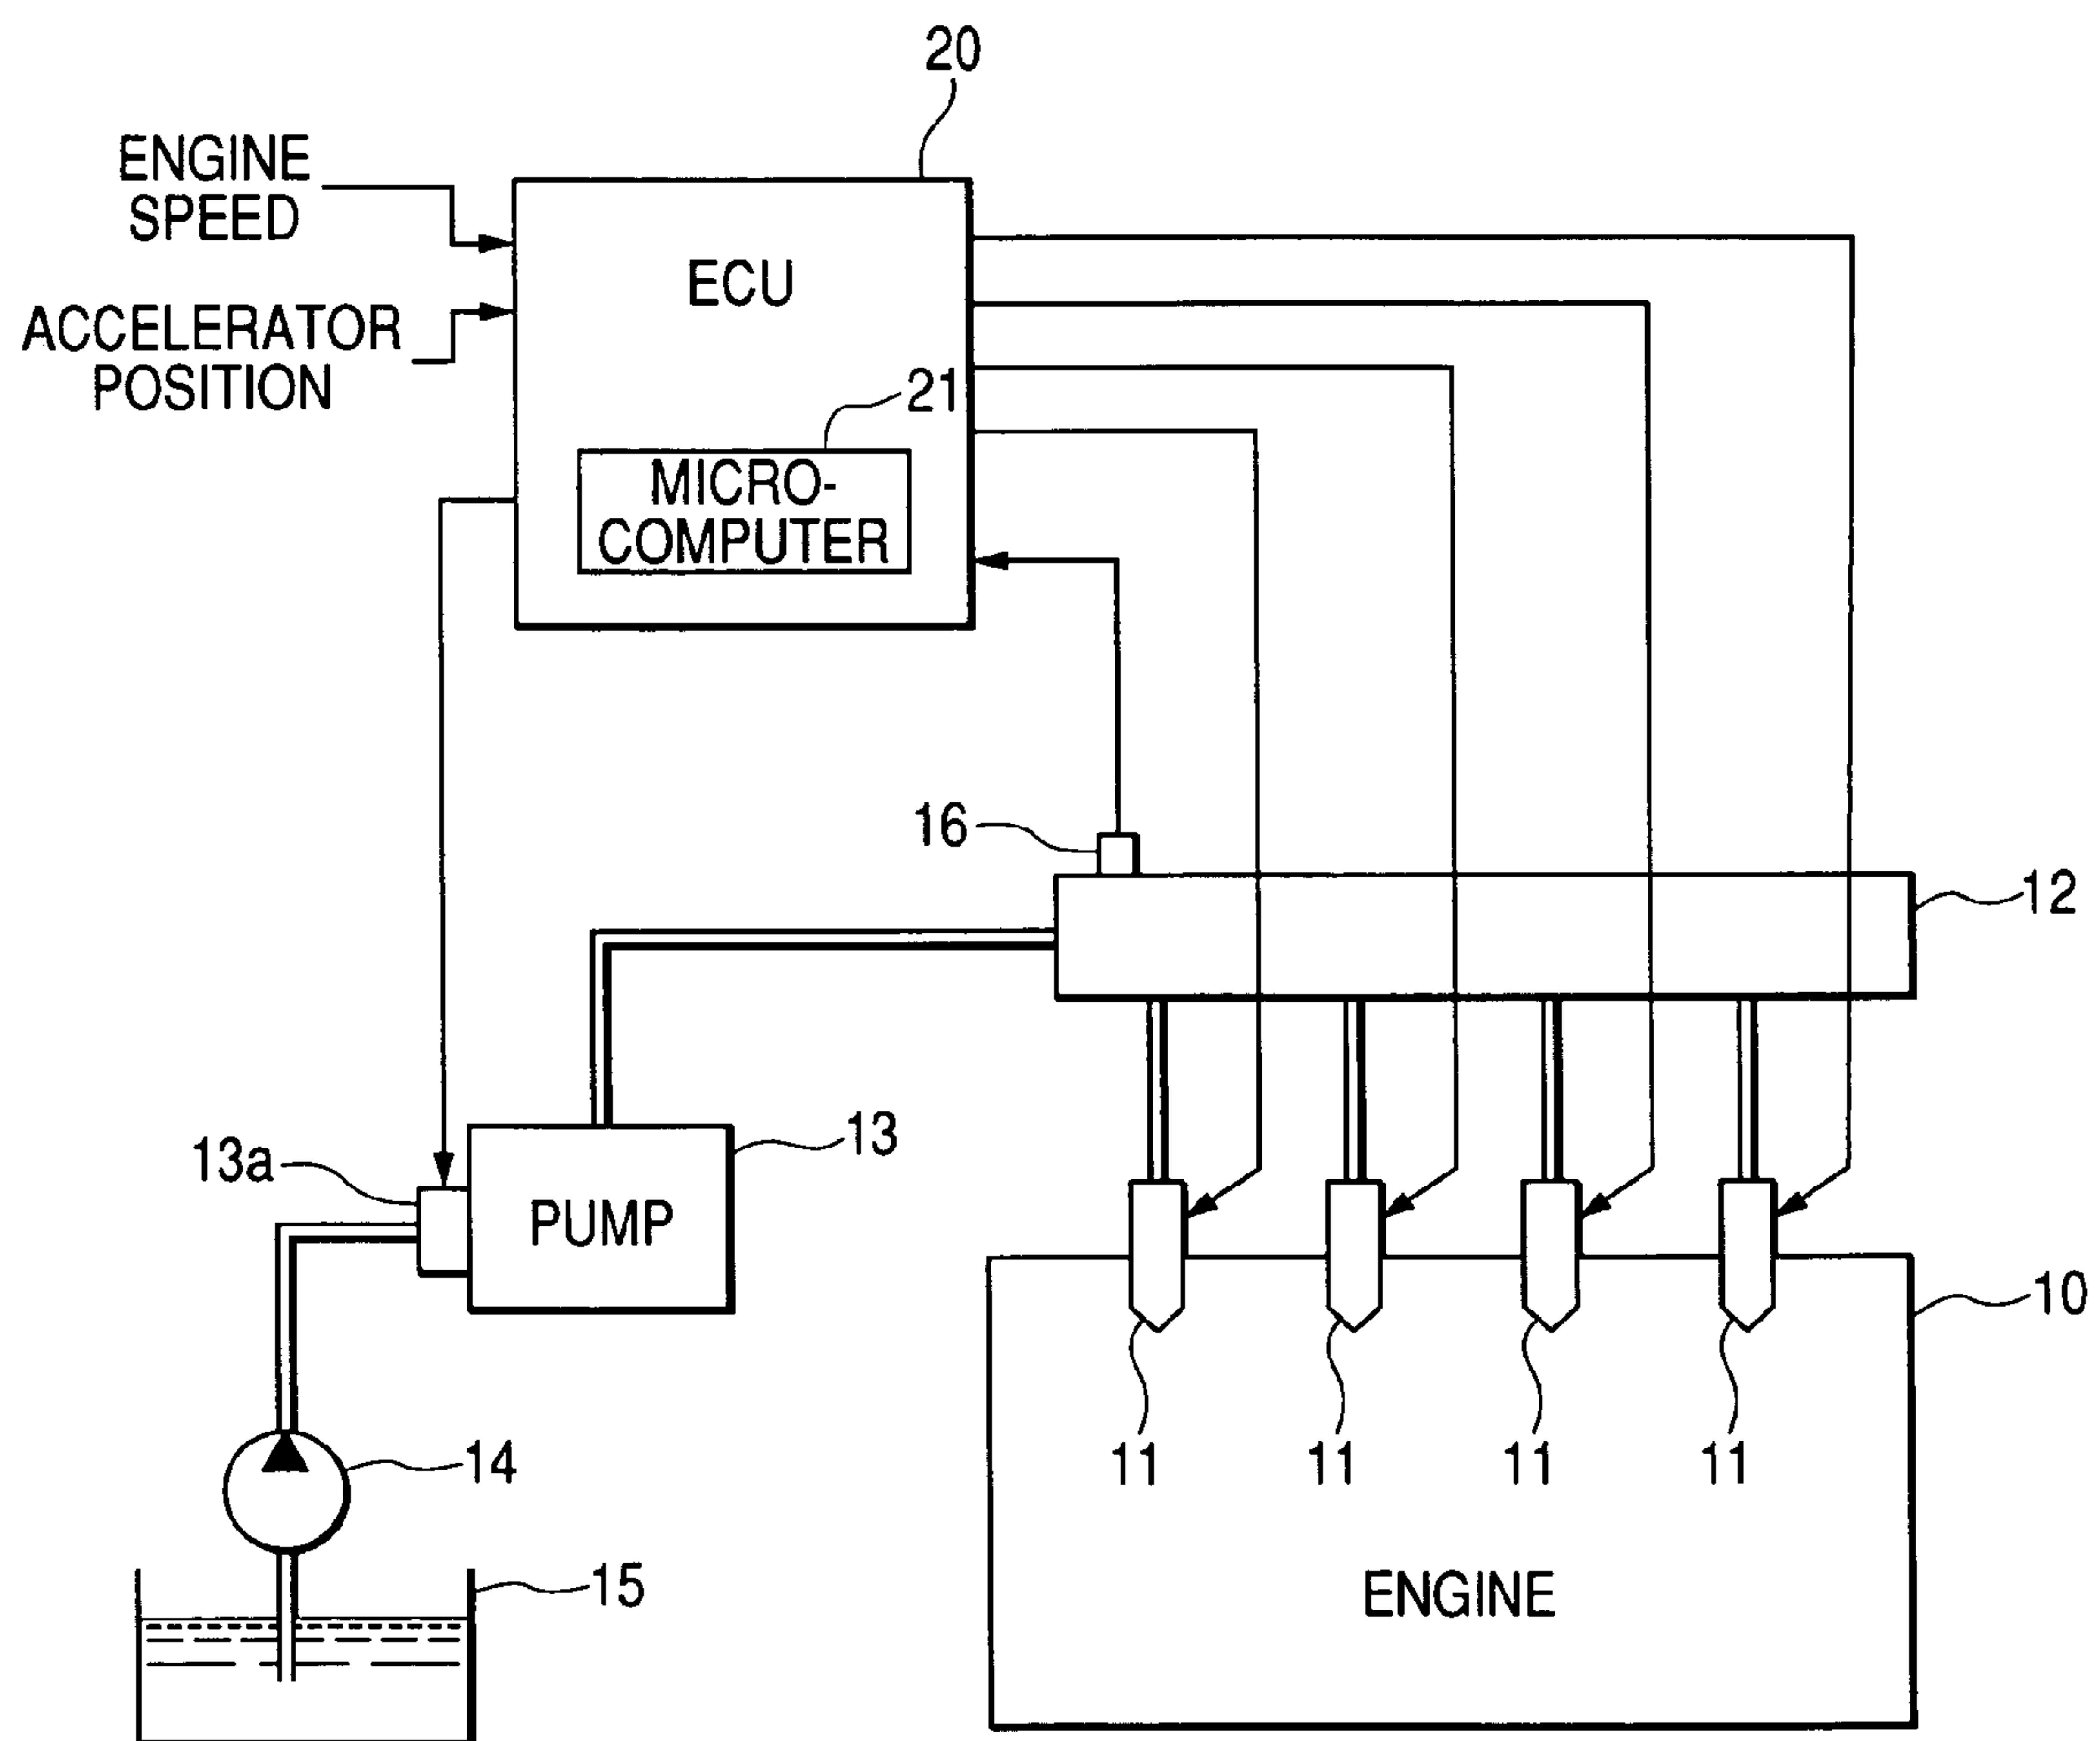 20
ENGINE
SPEED
ECU
ACCELERATOR
POSITION
21
MICRO-
COMPUTER
16
12
13
13a
PUMP
10
14
11 11 11 11
15
ENGINE